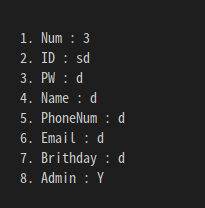 1. Num : 3
2. ID : sd
3. PW : d
4. Name : d
5. PhoneNum : d
6. Email : d
7. Brithday : d
8. Admin : Y